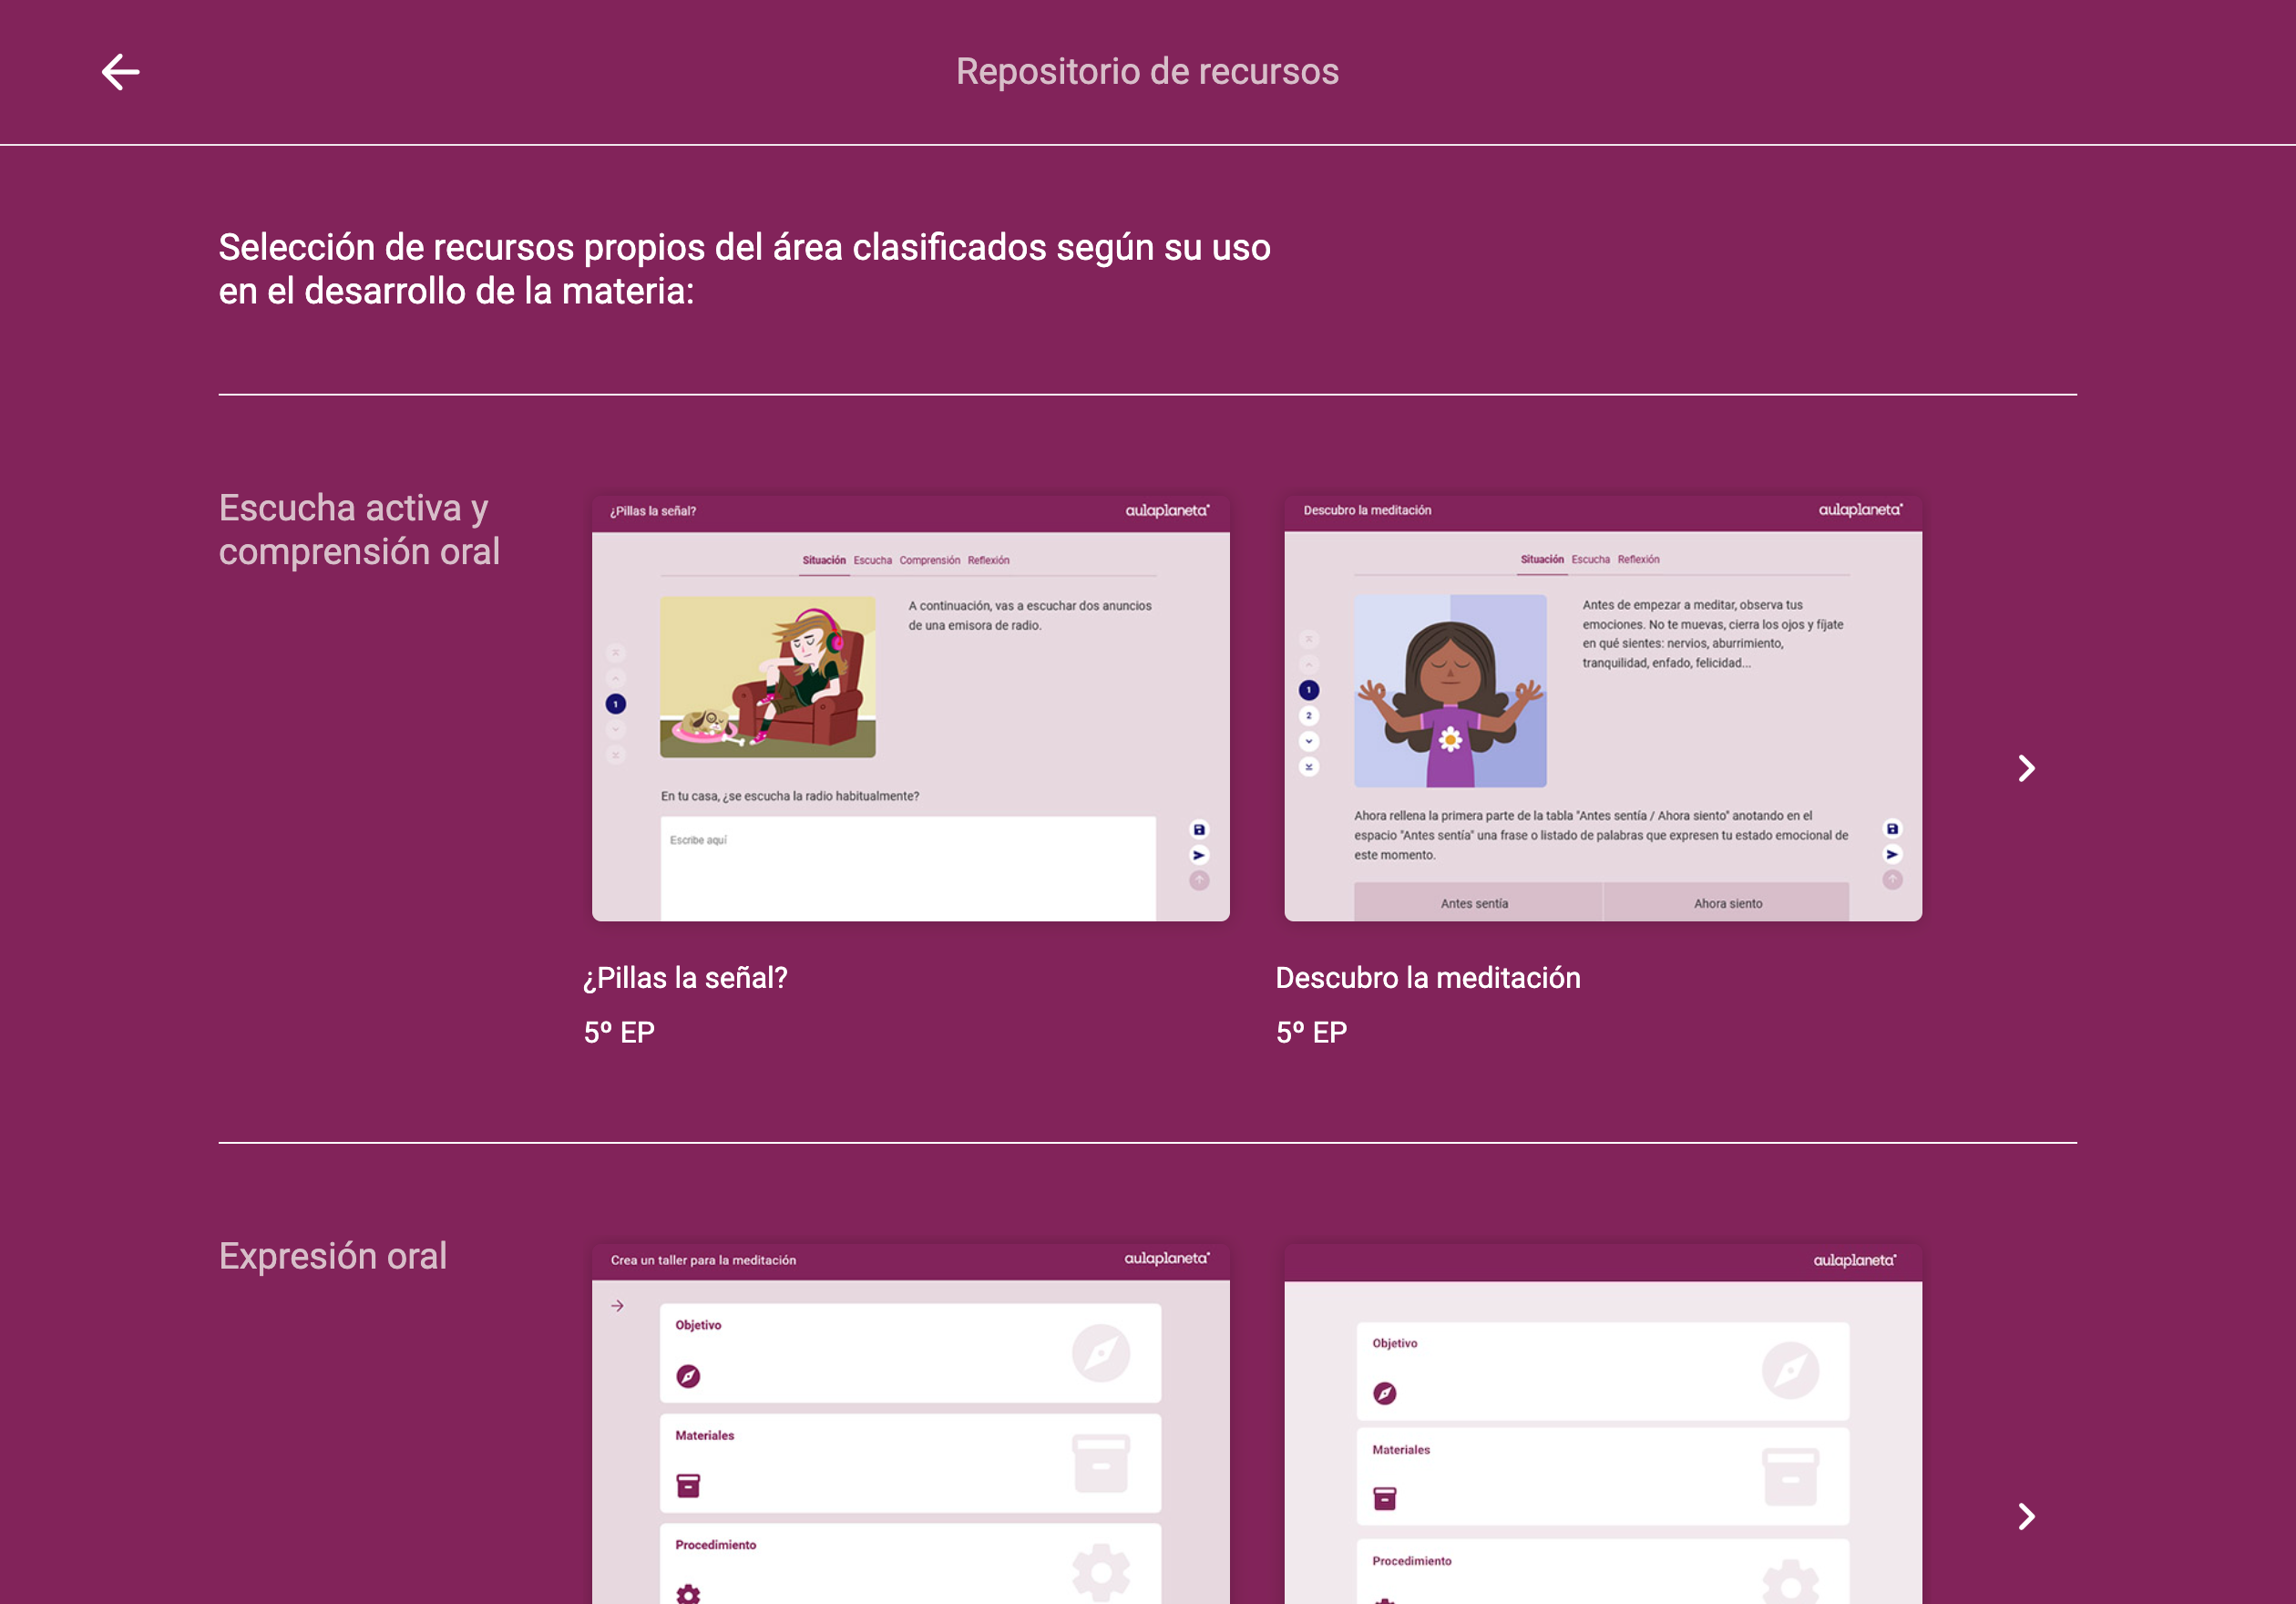 Repositorio de recursos
Selección de recursos propios del área clasificados según su uso
en el desarrollo de la materia:
Escucha activa y
comprensión oral
¿Pillas la señal?
aulaplaneta
Situación Escucha Comprensión Reflexión
A continuación, vas a escuchar dos anuncios
de una emisora de radio.
1
En tu casa, ¿se escucha la radio habitualmente?
Escribe aquí
¿Pillas la señal?
5º EP
Descubro la meditación
aulaplaneta
Situación Escucha Reflexión
Antes de empezar a meditar, observa tus
emociones. No te muevas, cierra los ojos y fíjate
en qué sientes: nervios, aburrimiento,
tranquilidad, enfado, felicidad...
1
2
Ahora rellena la primera parte de la tabla "Antes sentía / Ahora siento" anotando en el
espacio "Antes sentía" una frase o listado de palabras que expresen tu estado emocional de
este momento.
Antes sentía
Ahora siento
Descubro la meditación
5º EP
Expresión oral
Crea un taller para la meditación
aulaplaneta
Objetivo
Materiales
Procedimiento
aulaplaneta
Objetivo
Materiales
Procedimiento